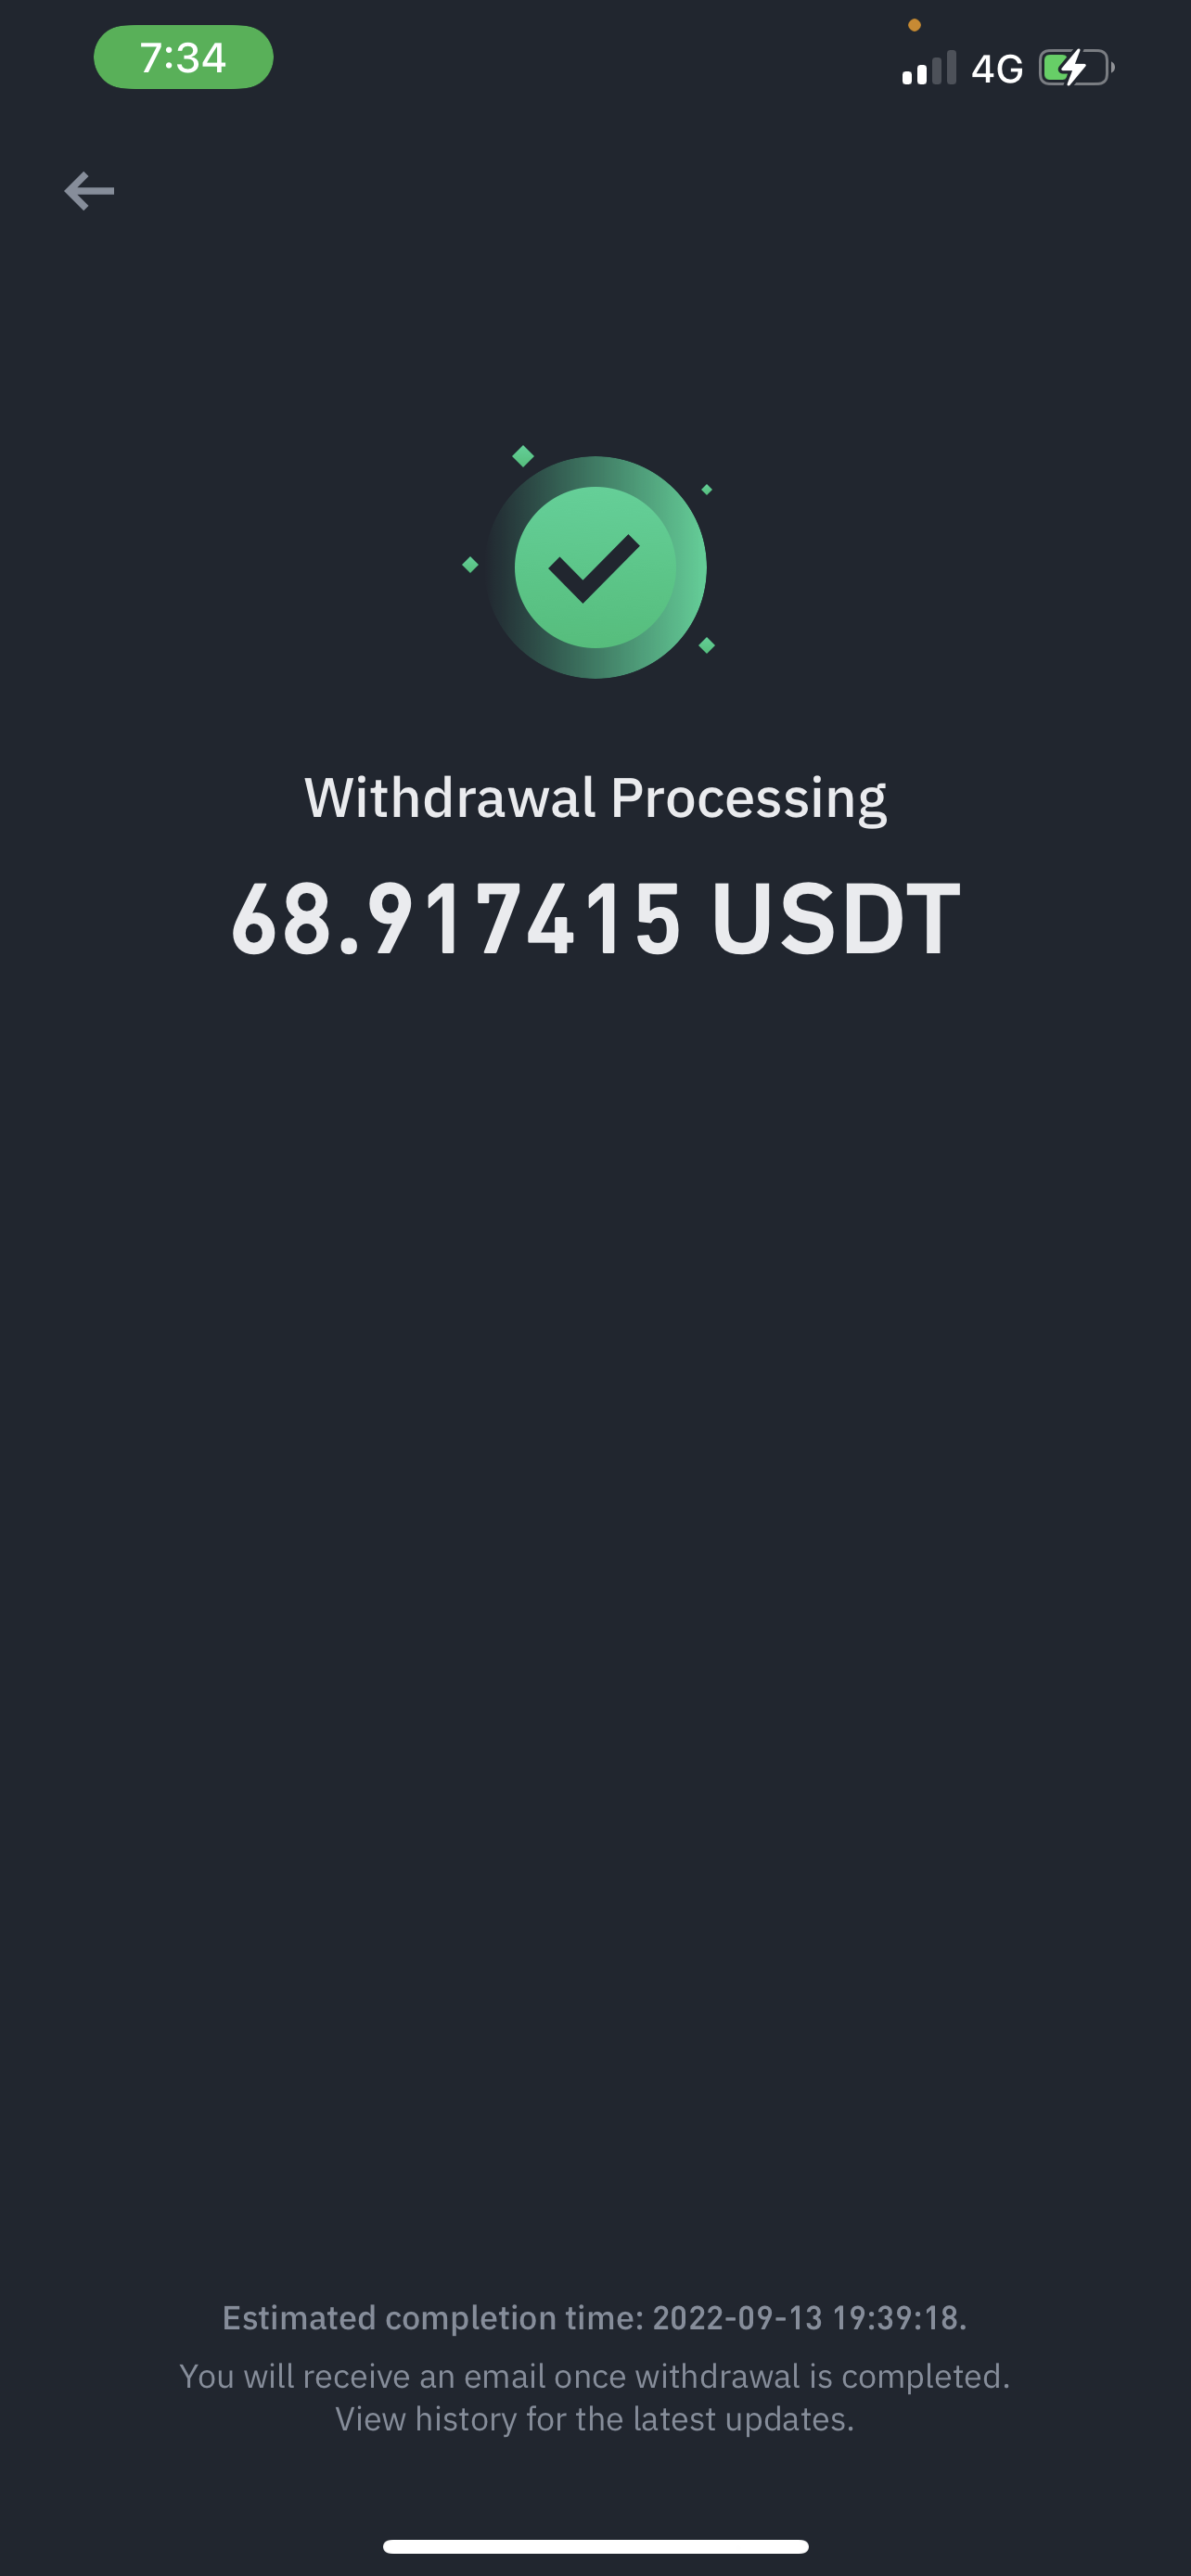 7:34
4G
Withdrawal Processing
68.917415 USDT
Estimated completion time: 2022-09-13 19:39:18.
You will receive an email once withdrawal is completed.
View history for the latest updates.